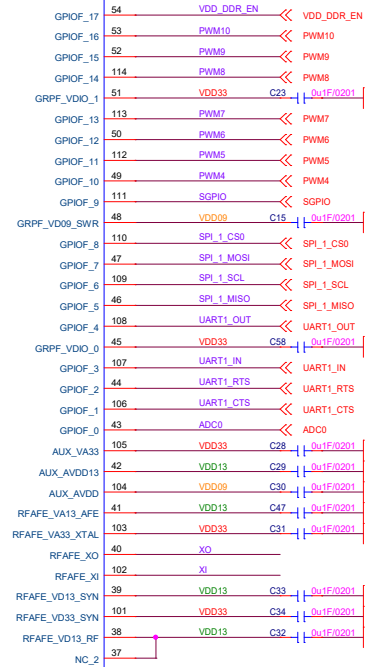 GPIOF_17 54 VDD_DDR_EN VDD_DDR_EN
GPIOF_16 53 PWM10 PWM10
GPIOF_15 52 PWM9 PWM9
GPIOF_14 114 PWM8 PWM8
GRPF_VDIO_1 51 VDD33 C23 0u1F/0201
GPIOF_13 113 PWM7 PWM7
GPIOF_12 50 PWM6 PWM6
GPIOF_11 112 PWM5 PWM5
GPIOF_10 49 PWM4 PWM4
GPIOF_9 111 SGPIO SGPIO
GRPF_VD09_SWR 48 VDD09 C15 0u1F/0201
GPIOF_8 110 SPI_1_CS0 SPI_1_CS0
GPIOF_7 47 SPI_1_MOSI SPI_1_MOSI
GPIOF_6 109 SPI_1_SCL SPI_1_SCL
GPIOF_5 46 SPI_1_MISO SPI_1_MISO
GPIOF_4 108 UART1_OUT UART1_OUT
GRPF_VDIO_0 45 VDD33 C58 0u1F/0201
GPIOF_3 107 UART1_IN UART1_IN
GPIOF_2 44 UART1_RTS UART1_RTS
GPIOF_1 106 UART1_CTS UART1_CTS
GPIOF_0 43 ADC0 ADC0
AUX_VA33 105 VDD33 C28 0u1F/0201
AUX_AVDD13 42 VDD13 C29 0u1F/0201
AUX_AVDD 104 VDD09 C30 0u1F/0201
RFAFE_VA13_AFE 41 VDD13 C47 0u1F/0201
RFAFE_VA33_XTAL 103 VDD33 C31 0u1F/0201
RFAFE_XO 40 XO
RFAFE_XI 102 XI
RFAFE_VD13_SYN 39 VDD13 C33 0u1F/0201
RFAFE_VD33_SYN 101 VDD33 C34 0u1F/0201
RFAFE_VD13_RF 38 VDD13 C32 0u1F/0201
NC_2 37